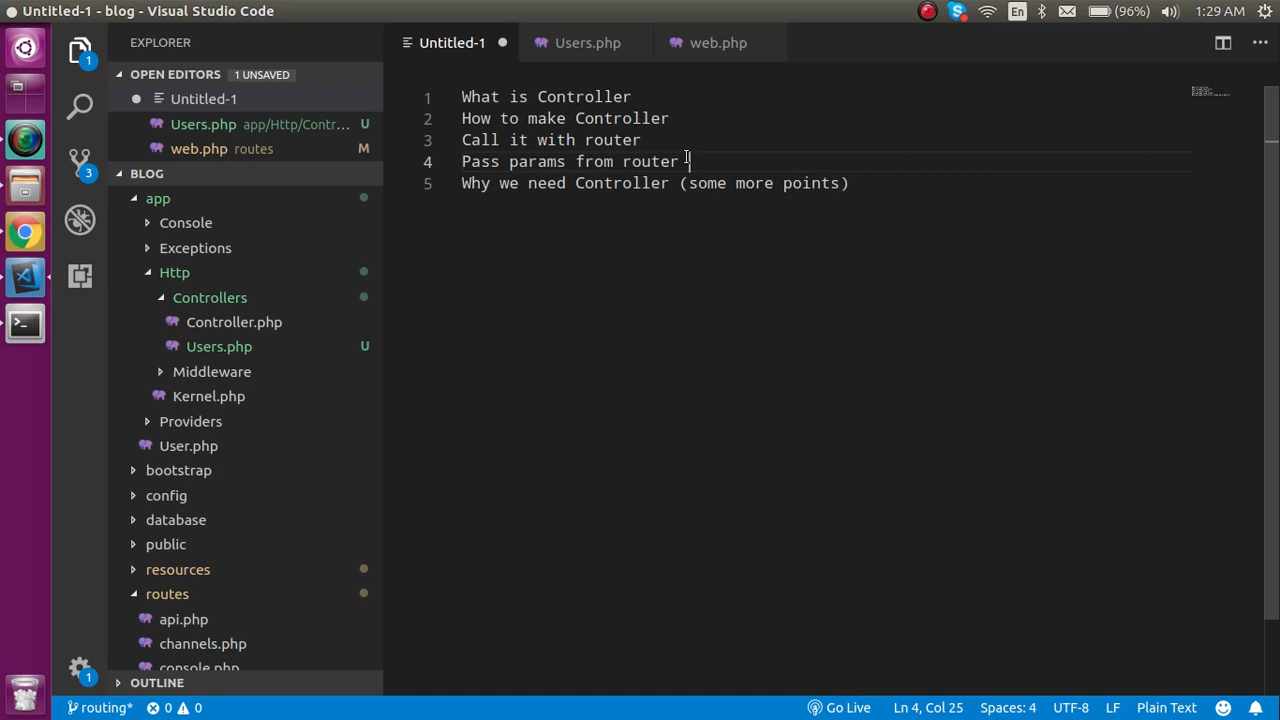 Untitled-1 - blog - Visual Studio Code
En
(96%)
1:29 AM
EXPLORER
Untitled-1
Users.php
web.php
1
OPEN EDITORS
1 UNSAVED
Untitled-1
Users.php app/Http/Contr... U
web.php routes M
3
BLOG
app
Console
Exceptions
Http
Controllers
Controller.php
Users.php U
Middleware
Kernel.php
Providers
User.php
bootstrap
config
database
public
resources
routes
api.php
channels.php
console.php
OUTLINE
1
1 What is Controller
2 How to make Controller
3 Call it with router
4 Pass params from router
5 Why we need Controller (some more points)
routing* 0 0
Go Live
Ln 4, Col 25
Spaces: 4
UTF-8
LF
Plain Text